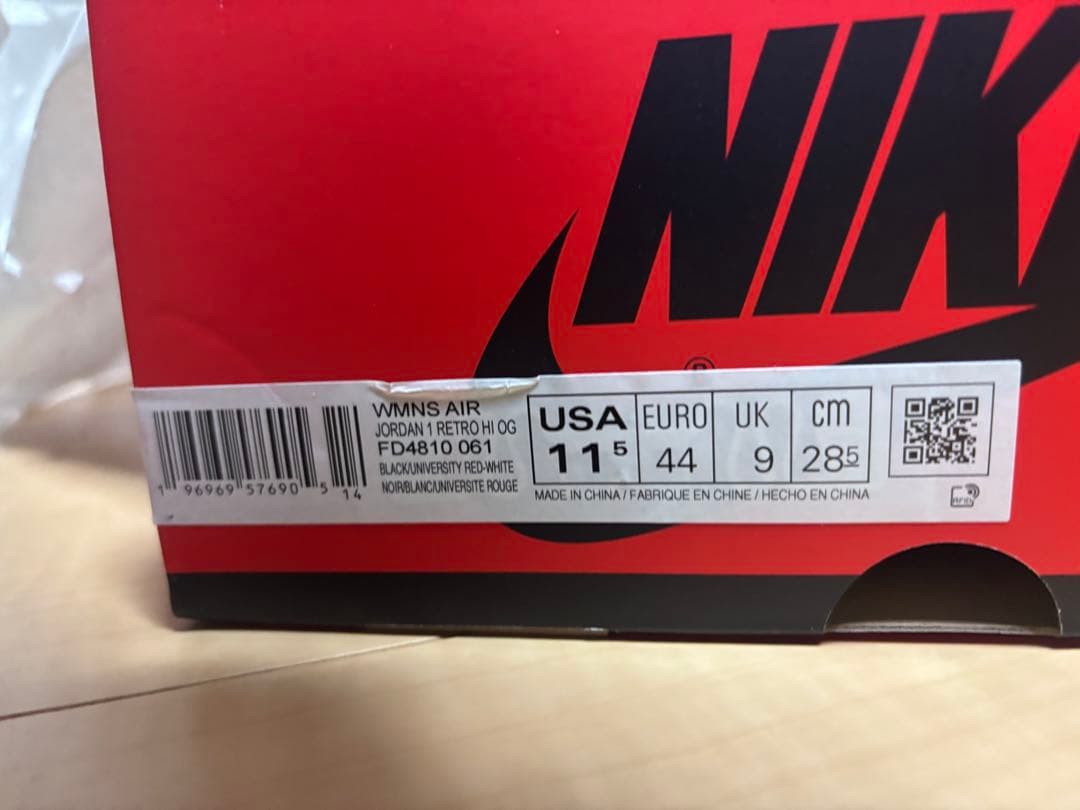 NIK
®
WMNS AIR
JORDAN 1 RETRO HI OG
FD4810 061
BLACK/UNIVERSITY RED-WHITE
NOIR/BLANC/UNIVERSITE ROUGE
1 96969 57690 5 14
USA EURO UK cm
11 5 44 9 28 5
MADE IN CHINA / FABRIQUE EN CHINE / HECHO EN CHINA
RFID